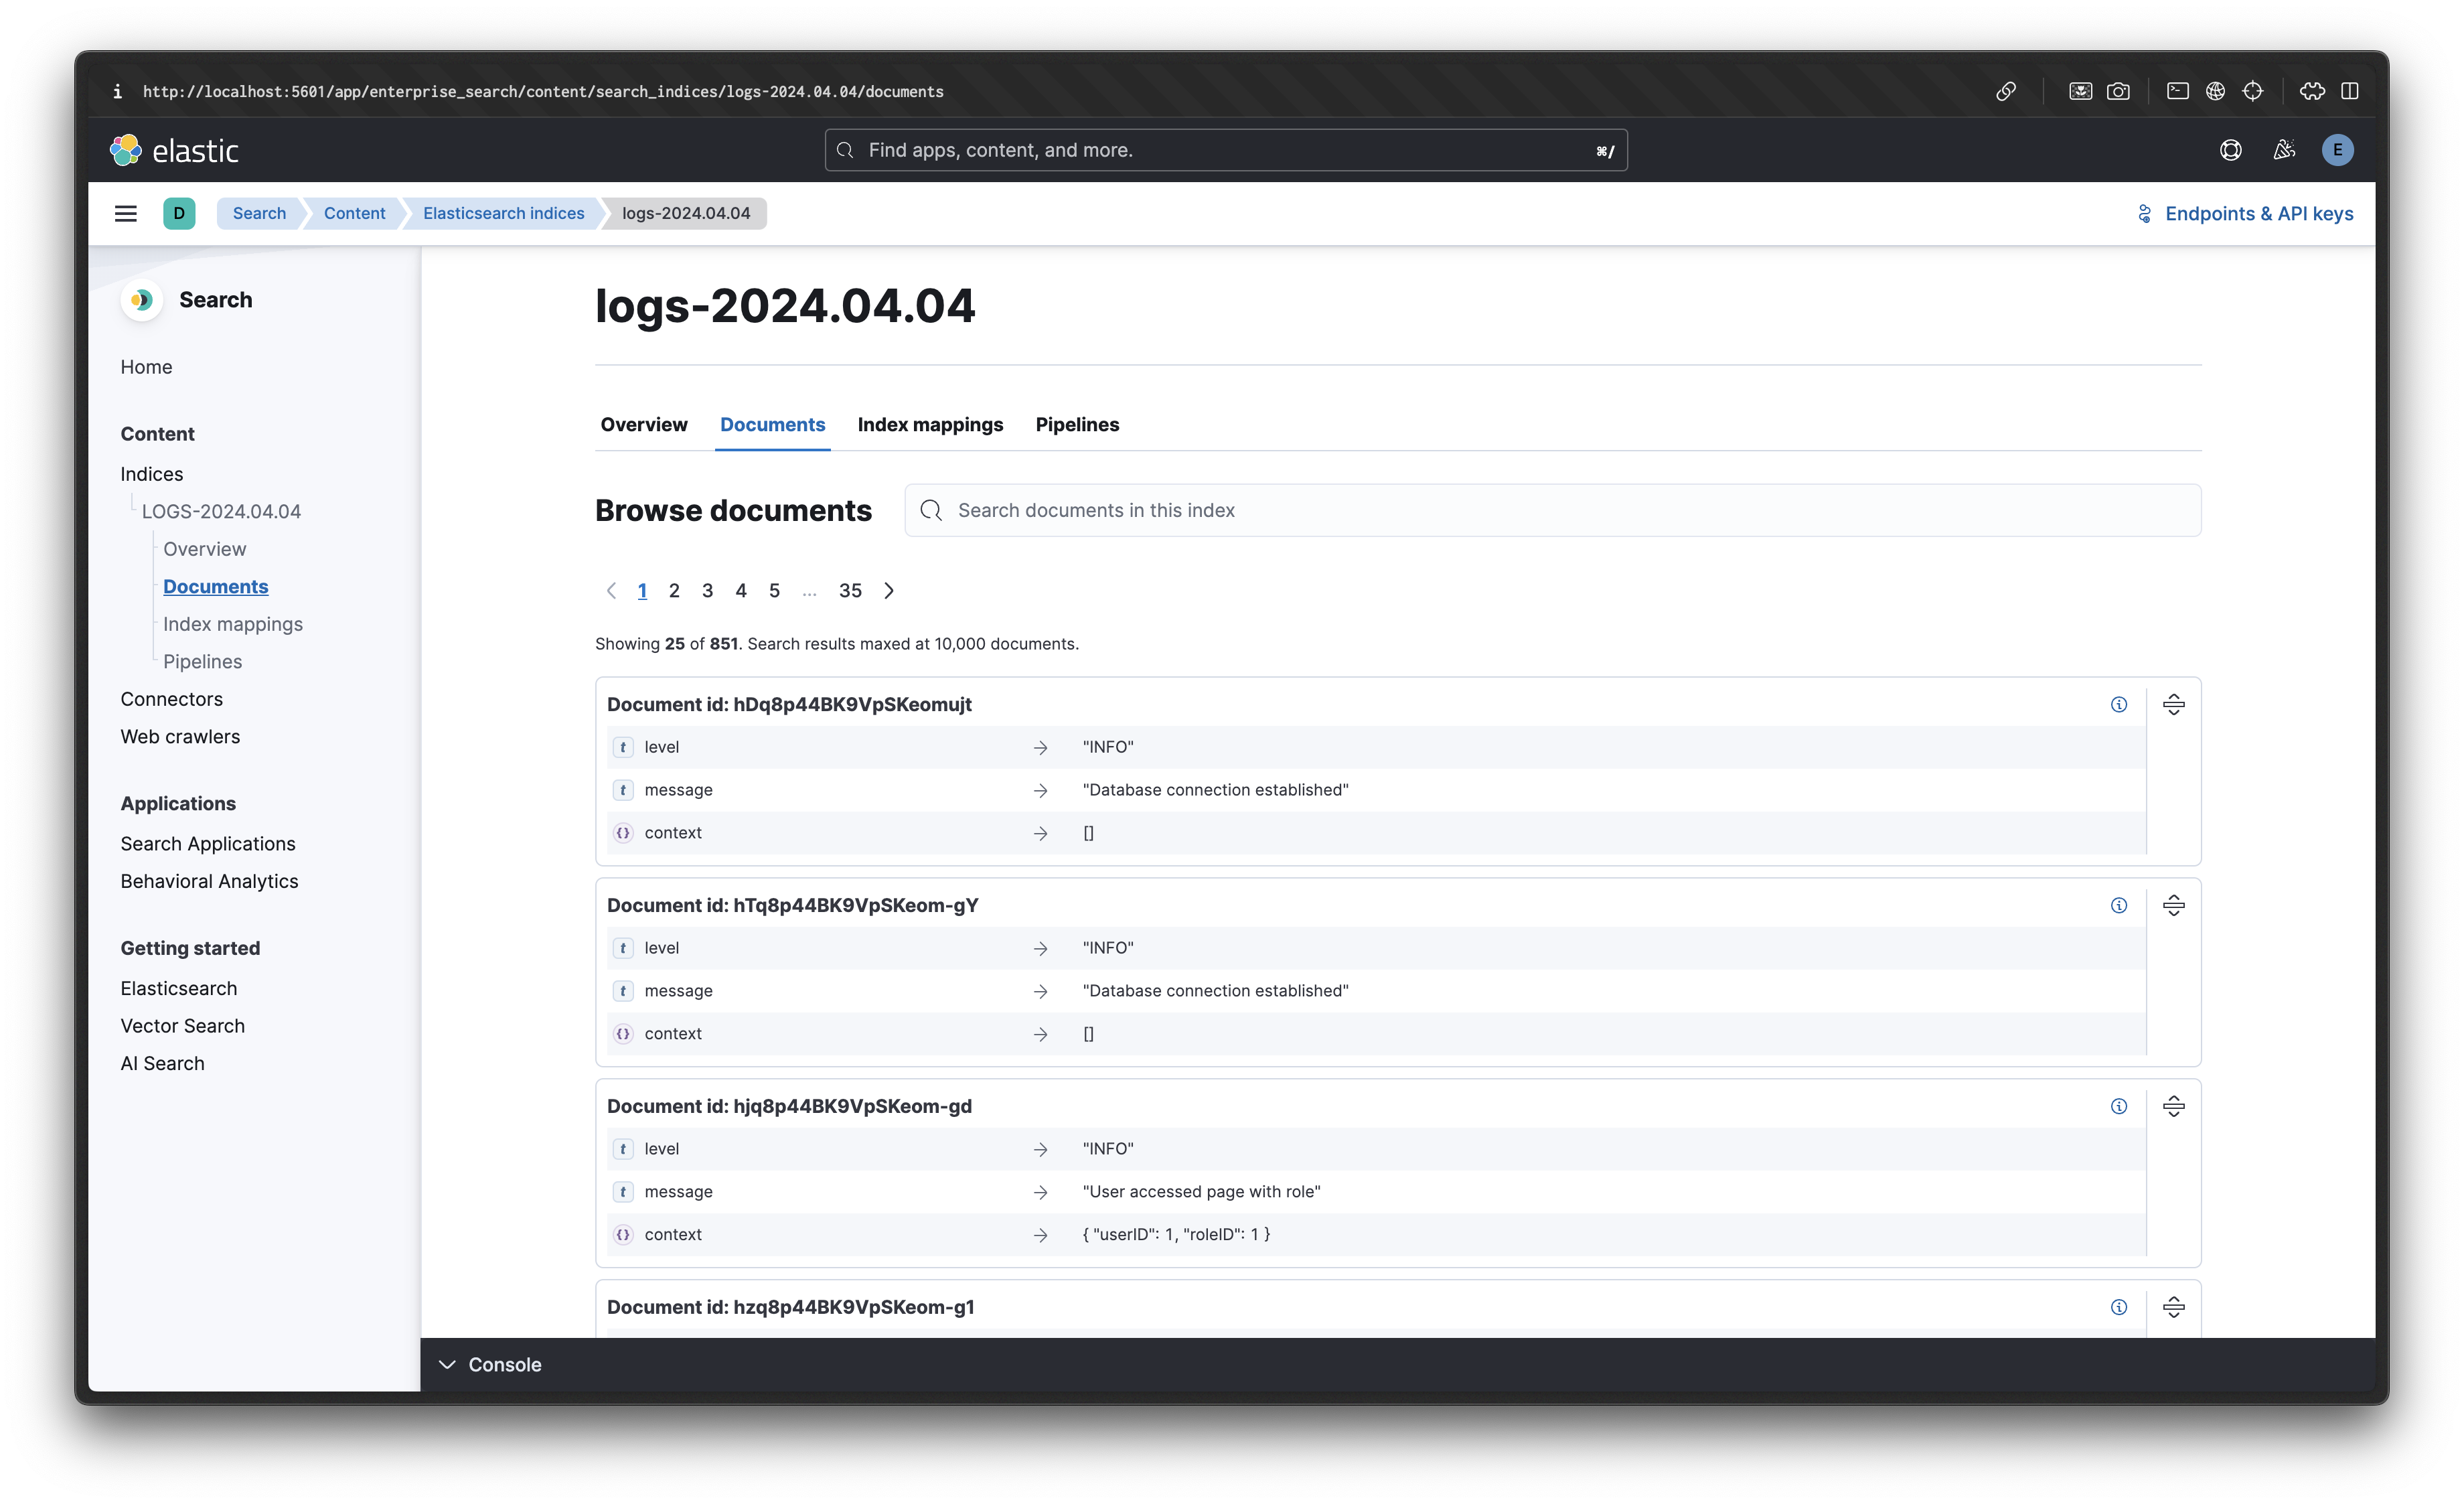 i http://localhost:5601/app/enterprise_search/content/search_indices/logs-2024.04.04/documents
elastic
Find apps, content, and more. ⌘/
E
D Search Content Elasticsearch indices logs-2024.04.04 Endpoints & API keys
Search
Home
Content
Indices
LOGS-2024.04.04
Overview
Documents
Index mappings
Pipelines
Connectors
Web crawlers
Applications
Search Applications
Behavioral Analytics
Getting started
Elasticsearch
Vector Search
AI Search
logs-2024.04.04
Overview Documents Index mappings Pipelines
Browse documents Search documents in this index
1 2 3 4 5 ... 35
Showing 25 of 851. Search results maxed at 10,000 documents.
Document id: hDq8p44BK9VpSKeomujt
t level → "INFO"
t message → "Database connection established"
{} context → []
Document id: hTq8p44BK9VpSKeom-gY
t level → "INFO"
t message → "Database connection established"
{} context → []
Document id: hjq8p44BK9VpSKeom-gd
t level → "INFO"
t message → "User accessed page with role"
{} context → { "userID": 1, "roleID": 1 }
Document id: hzq8p44BK9VpSKeom-g1
Console